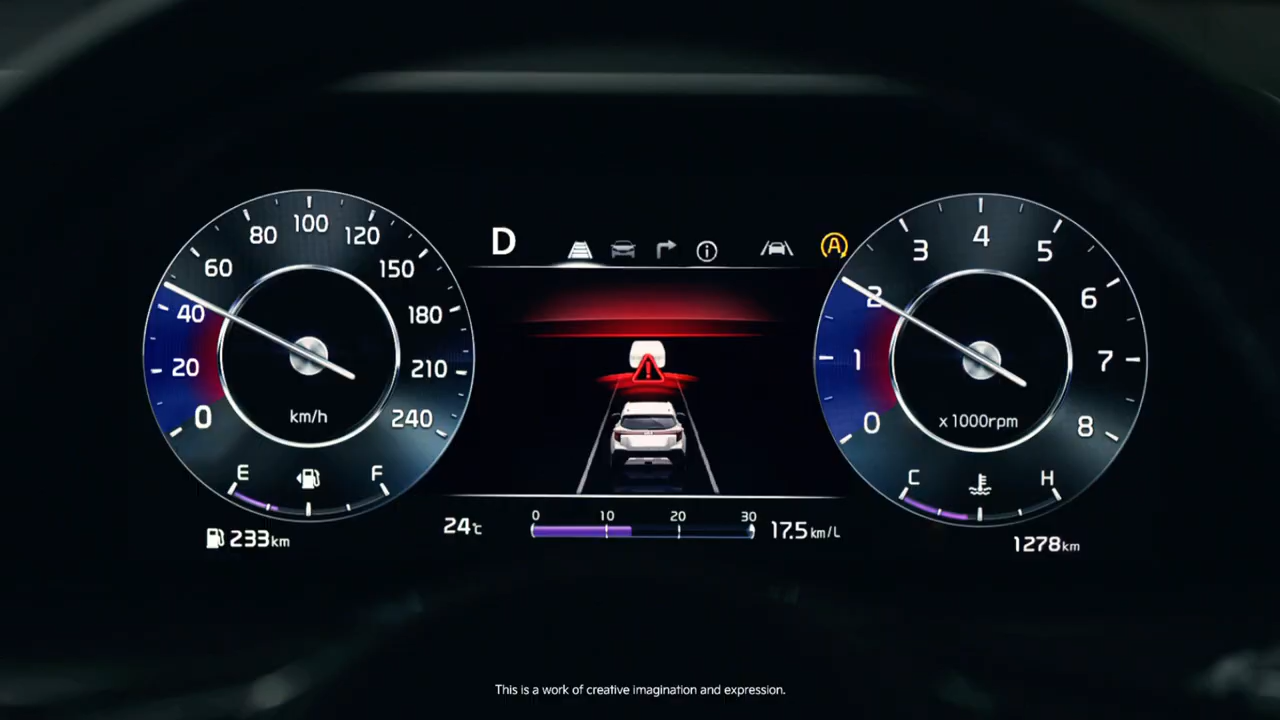 0
20
40
60
80
100
120
150
180
210
240
km/h
E
F
233km
D
i
A
24℃
0
10
20
30
17.5km/L
0
1
2
3
4
5
6
7
8
x1000rpm
C
H
1278km
This is a work of creative imagination and expression.